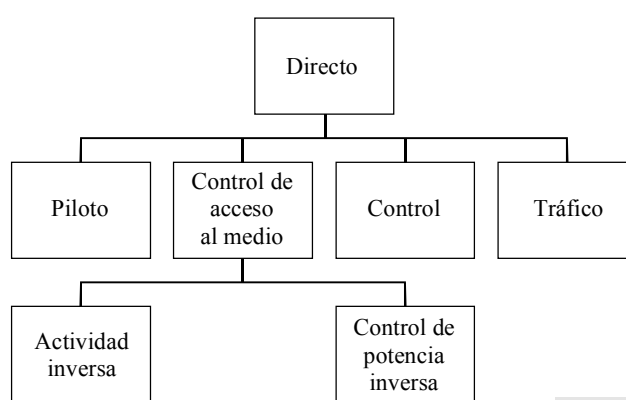 Directo
Piloto
Control de
acceso
al medio
Control
Tráfico
Actividad
inversa
Control de
potencia
inversa